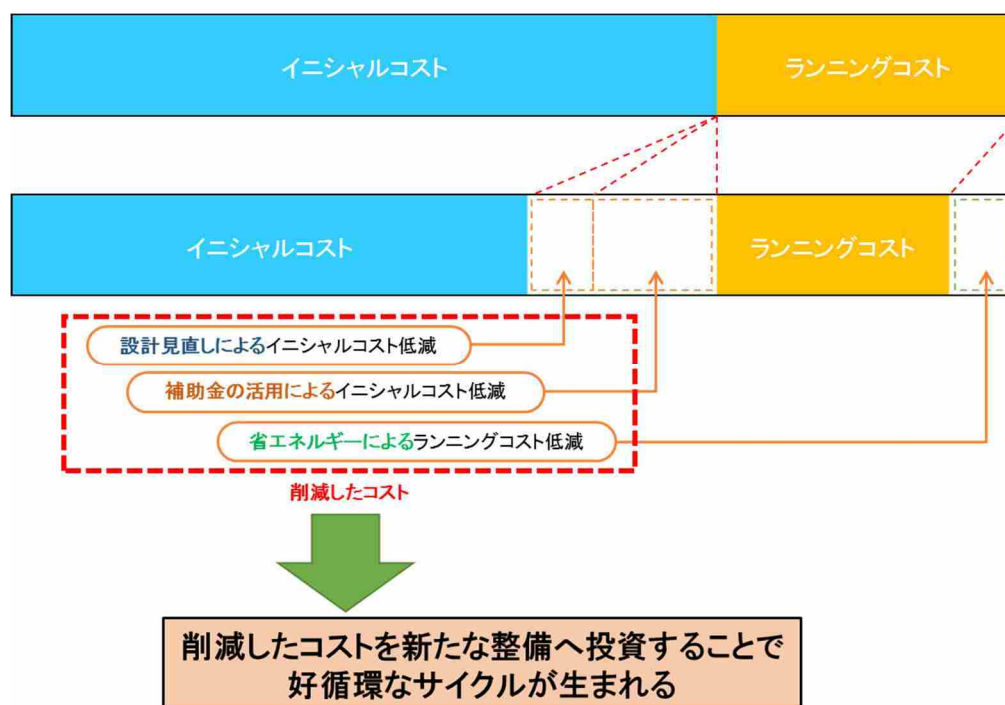 イニシャルコスト
ランニングコスト
イニシャルコスト
ランニングコスト
設計見直しによるイニシャルコスト低減
補助金の活用によるイニシャルコスト低減
省エネルギーによるランニングコスト低減
削減したコスト
削減したコストを新たな整備へ投資することで
好循環なサイクルが生まれる